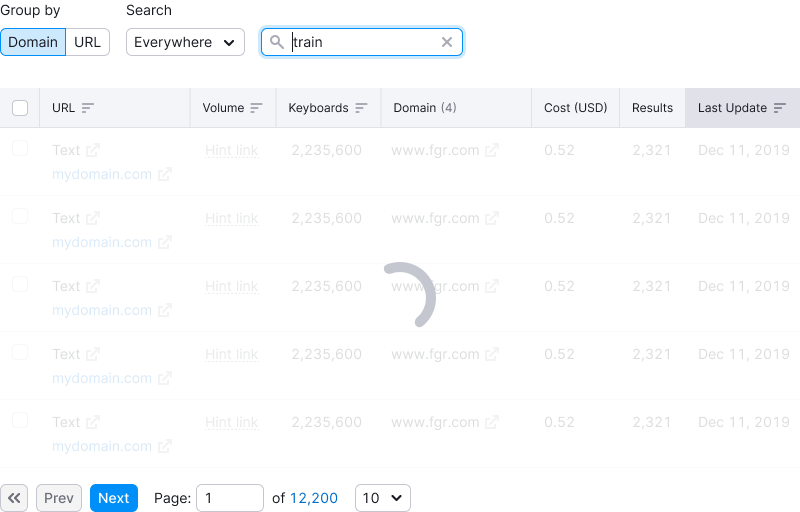 Group by Search
Domain URL Everywhere train
URL Volume Keyboards Domain (4) Cost (USD) Results Last Update
Text Hint link 2,235,600 www.fgr.com 0.52 2,321 Dec 11, 2019
mydomain.com
Text Hint link 2,235,600 www.fgr.com 0.52 2,321 Dec 11, 2019
mydomain.com
Text Hint link 2,235,600 www.fgr.com 0.52 2,321 Dec 11, 2019
mydomain.com
Text Hint link 2,235,600 www.fgr.com 0.52 2,321 Dec 11, 2019
mydomain.com
Text Hint link 2,235,600 www.fgr.com 0.52 2,321 Dec 11, 2019
mydomain.com
Prev Next Page: 1 of 12,200 10